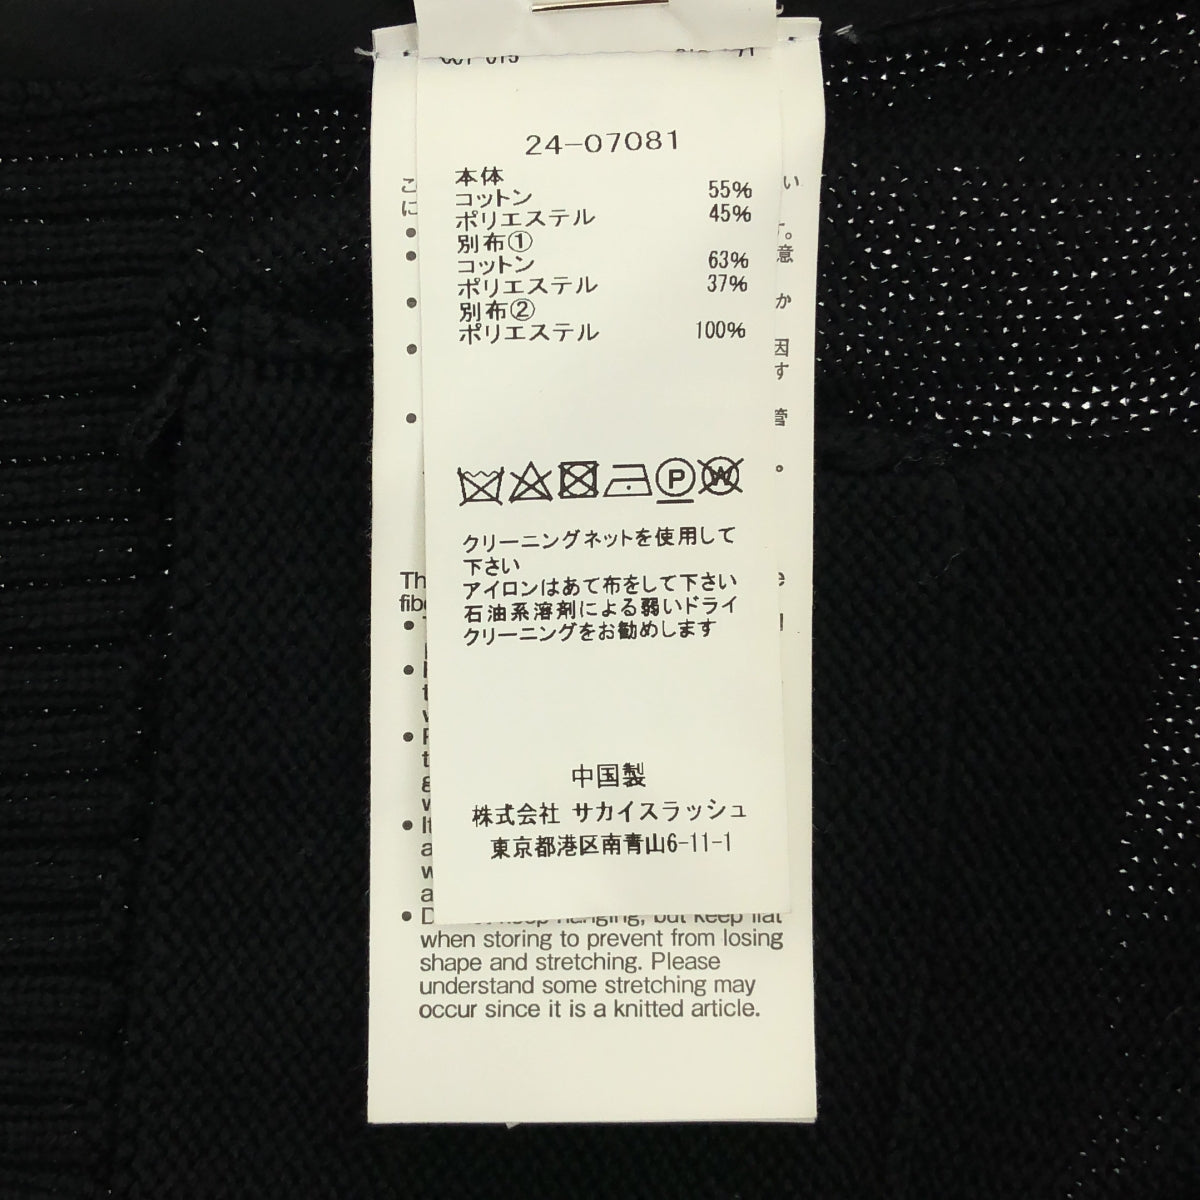 24-07081
本体
コットン 55%
ポリエステル 45%
別布①
コットン 63%
ポリエステル 37%
別布②
ポリエステル 100%
P
W
クリーニングネットを使用して
下さい
アイロンはあて布をして下さい
石油系溶剤による弱いドライ
クリーニングをお勧めします
中国製
株式会社 サカイスラッシュ
東京都港区南青山6-11-1
keep hanging, but keep flat
when storing to prevent from losing
shape and stretching. Please
understand some stretching may
occur since it is a knitted article.